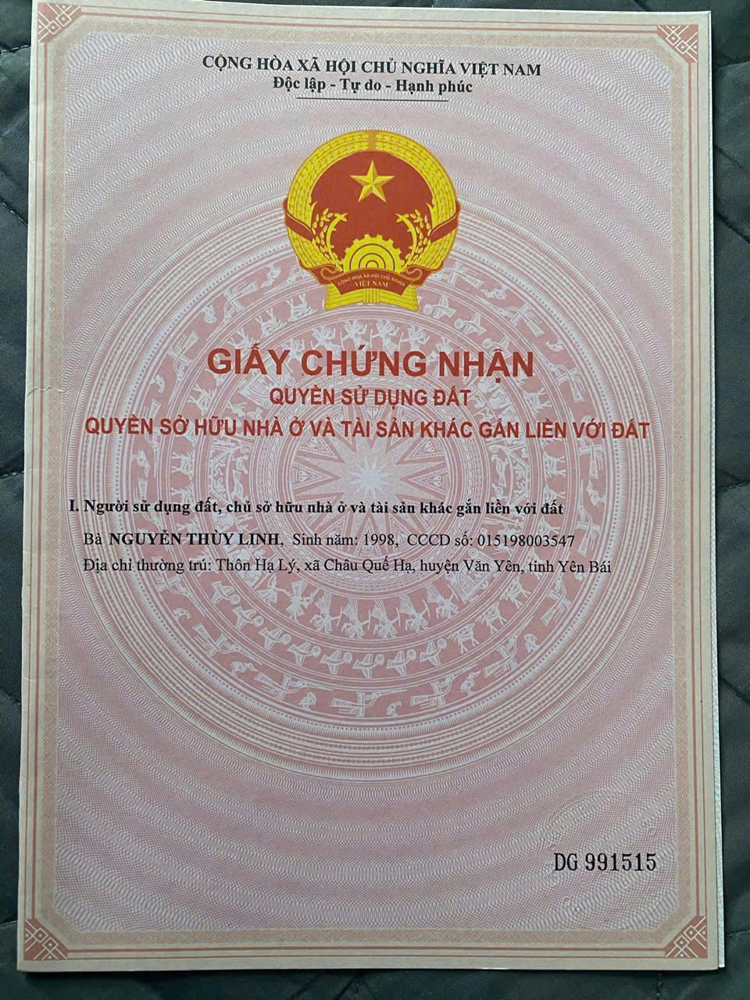 CỘNG HÒA XÃ HỘI CHỦ NGHĨA VIỆT NAM
Độc lập - Tự do - Hạnh phúc
CỘNG HÒA XÃ HỘI CHỦ NGHĨA
VIỆT NAM
GIẤY CHỨNG NHẬN
QUYỀN SỬ DỤNG ĐẤT
QUYỀN SỞ HỮU NHÀ Ở VÀ TÀI SẢN KHÁC GẮN LIỀN VỚI ĐẤT
I. Người sử dụng đất, chủ sở hữu nhà ở và tài sản khác gắn liền với đất
Bà NGUYỄN THÙY LINH, Sinh năm: 1998, CCCD số: 015198003547
Địa chỉ thường trú: Thôn Hạ Lý, xã Châu Quế Hạ, huyện Văn Yên, tỉnh Yên Bái
DG 991515